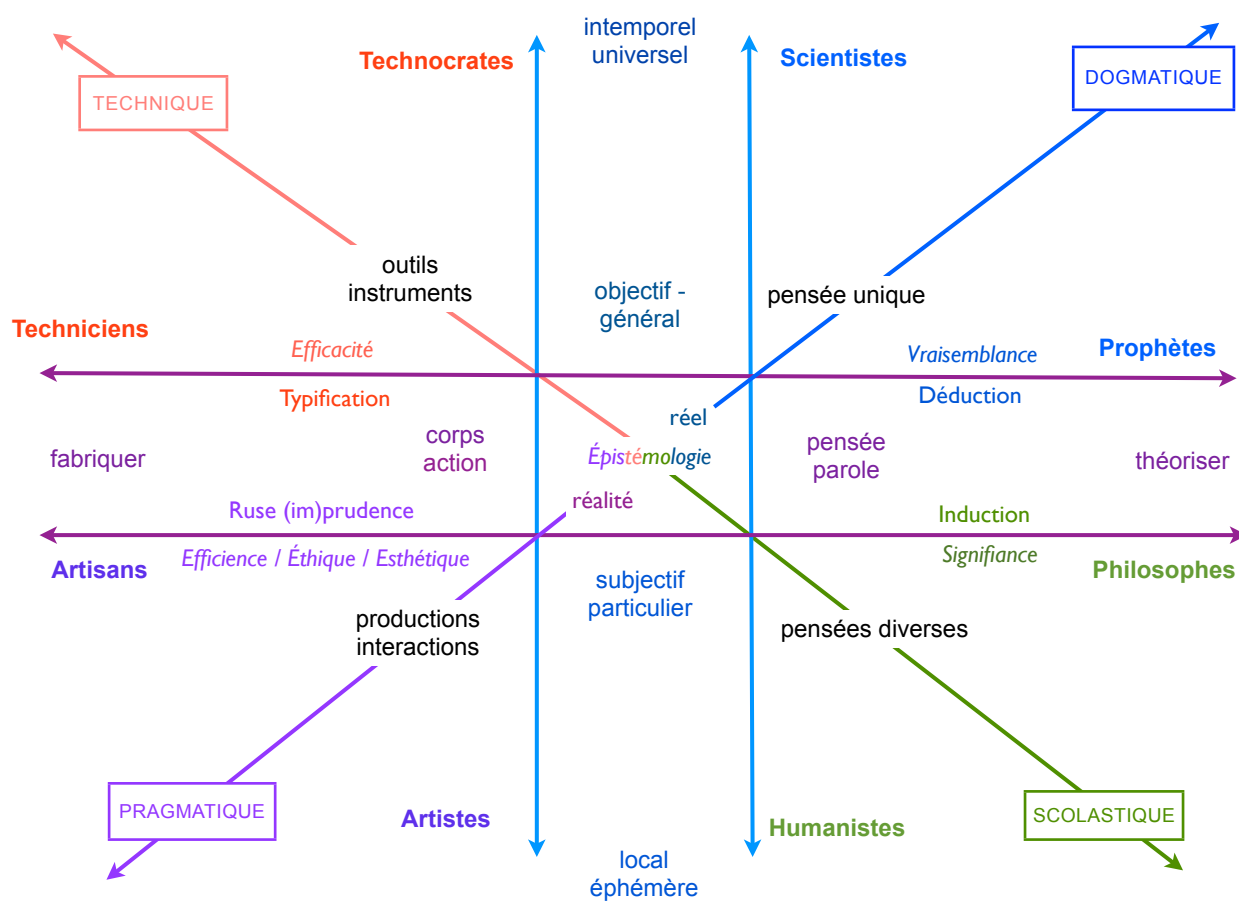 intemporel
universel
Technocrates
Scientistes
TECHNIQUE
DOGMATIQUE
outils
instruments
objectif -
général
pensée unique
Techniciens
Efficacité
Vraisemblance
Prophètes
Typification
Déduction
réel
fabriquer
corps
action
Épistémologie
pensée
parole
théoriser
réalité
Ruse (im)prudence
Induction
Artisans
Efficience / Éthique / Esthétique
Signifiance
Philosophes
subjectif
particulier
productions
interactions
pensées diverses
PRAGMATIQUE
Artistes
Humanistes
SCOLASTIQUE
local
éphémère